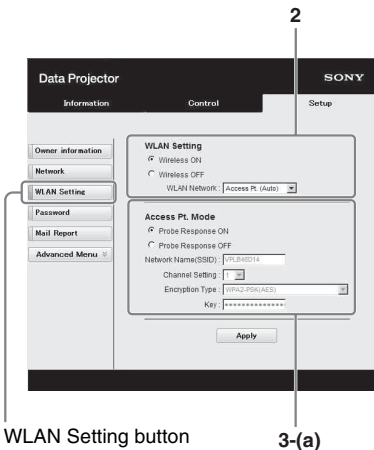 2
Data Projector
SONY
Information Control Setup
Owner information
Network
WLAN Setting
Password
Mail Report
Advanced Menu
WLAN Setting
Wireless ON
Wireless OFF
WLAN Network : Access Pt. (Auto)
Access Pt. Mode
Probe Response ON
Probe Response OFF
Network Name(SSID) : VPLB46D14
Channel Setting : 1
Encryption Type : WPA2-PSK(AES)
Key : **************
Apply
WLAN Setting button
3-(a)